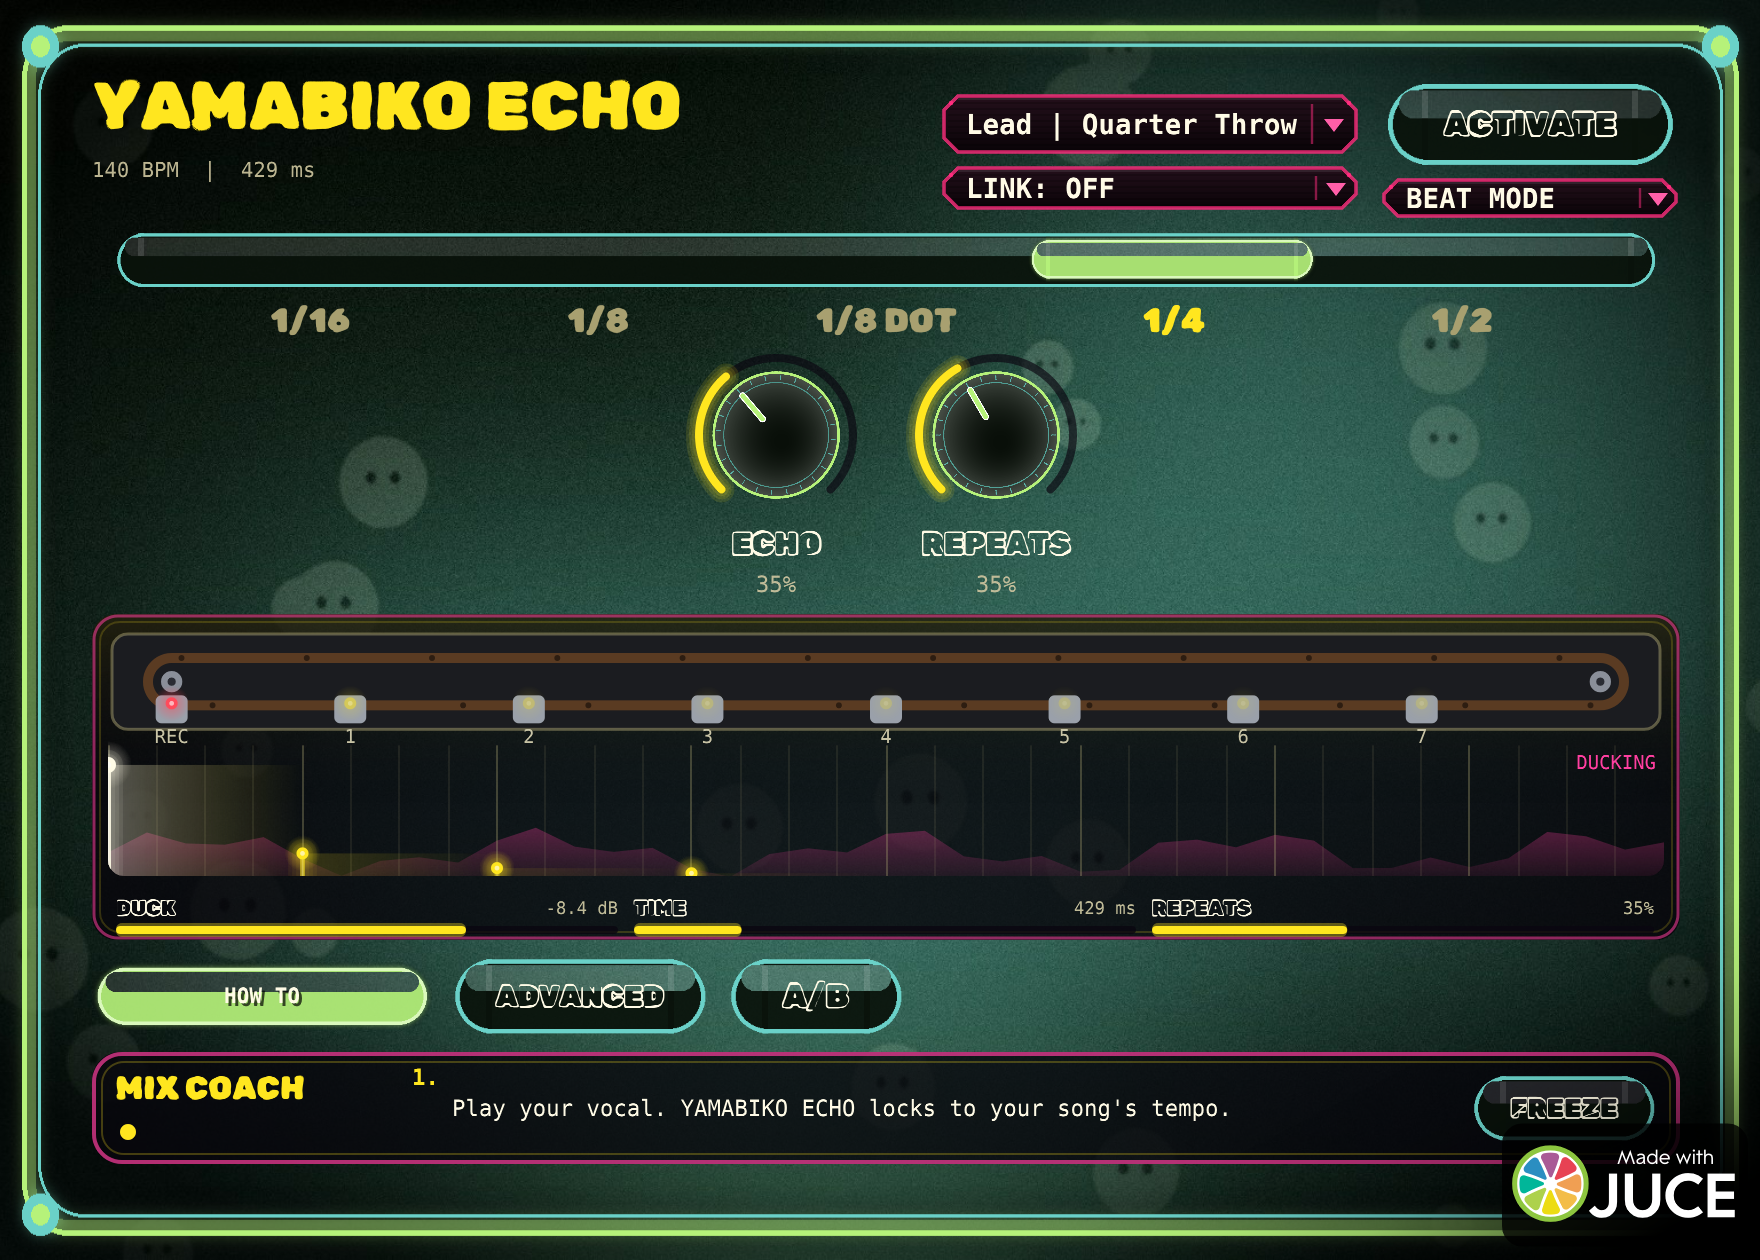 YAMABIKO ECHO
140 BPM | 429 ms
Lead | Quarter Throw
ACTIVATE
LINK: OFF
BEAT MODE
1/16
1/8
1/8 DOT
1/4
1/2
ECHO
REPEATS
35%
35%
REC
1
2
3
4
5
6
7
DUCKING
DUCK
-8.4 dB
TIME
429 ms
REPEATS
35%
HOW TO
ADVANCED
A/B
MIX COACH
1.
Play your vocal. YAMABIKO ECHO locks to your song's tempo.
FREEZE
Made with
JUCE